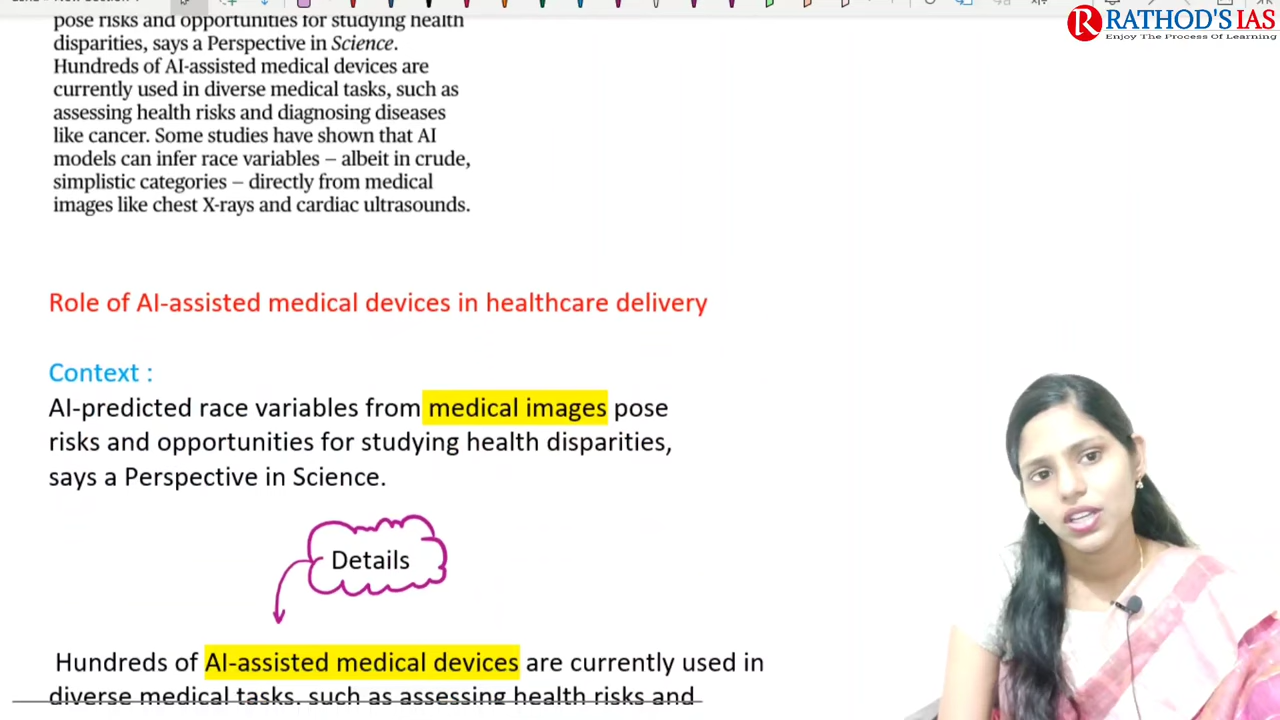 pose risks and opportunities for studying health
disparities, says a Perspective in Science.
Hundreds of AI-assisted medical devices are
currently used in diverse medical tasks, such as
assessing health risks and diagnosing diseases
like cancer. Some studies have shown that AI
models can infer race variables – albeit in crude,
simplistic categories – directly from medical
images like chest X-rays and cardiac ultrasounds.
RATHOD'S IAS
Enjoy The Process Of Learning
Role of AI-assisted medical devices in healthcare delivery
Context :
AI-predicted race variables from medical images pose
risks and opportunities for studying health disparities,
says a Perspective in Science.
Details
Hundreds of AI-assisted medical devices are currently used in
diverse medical tasks, such as assessing health risks and